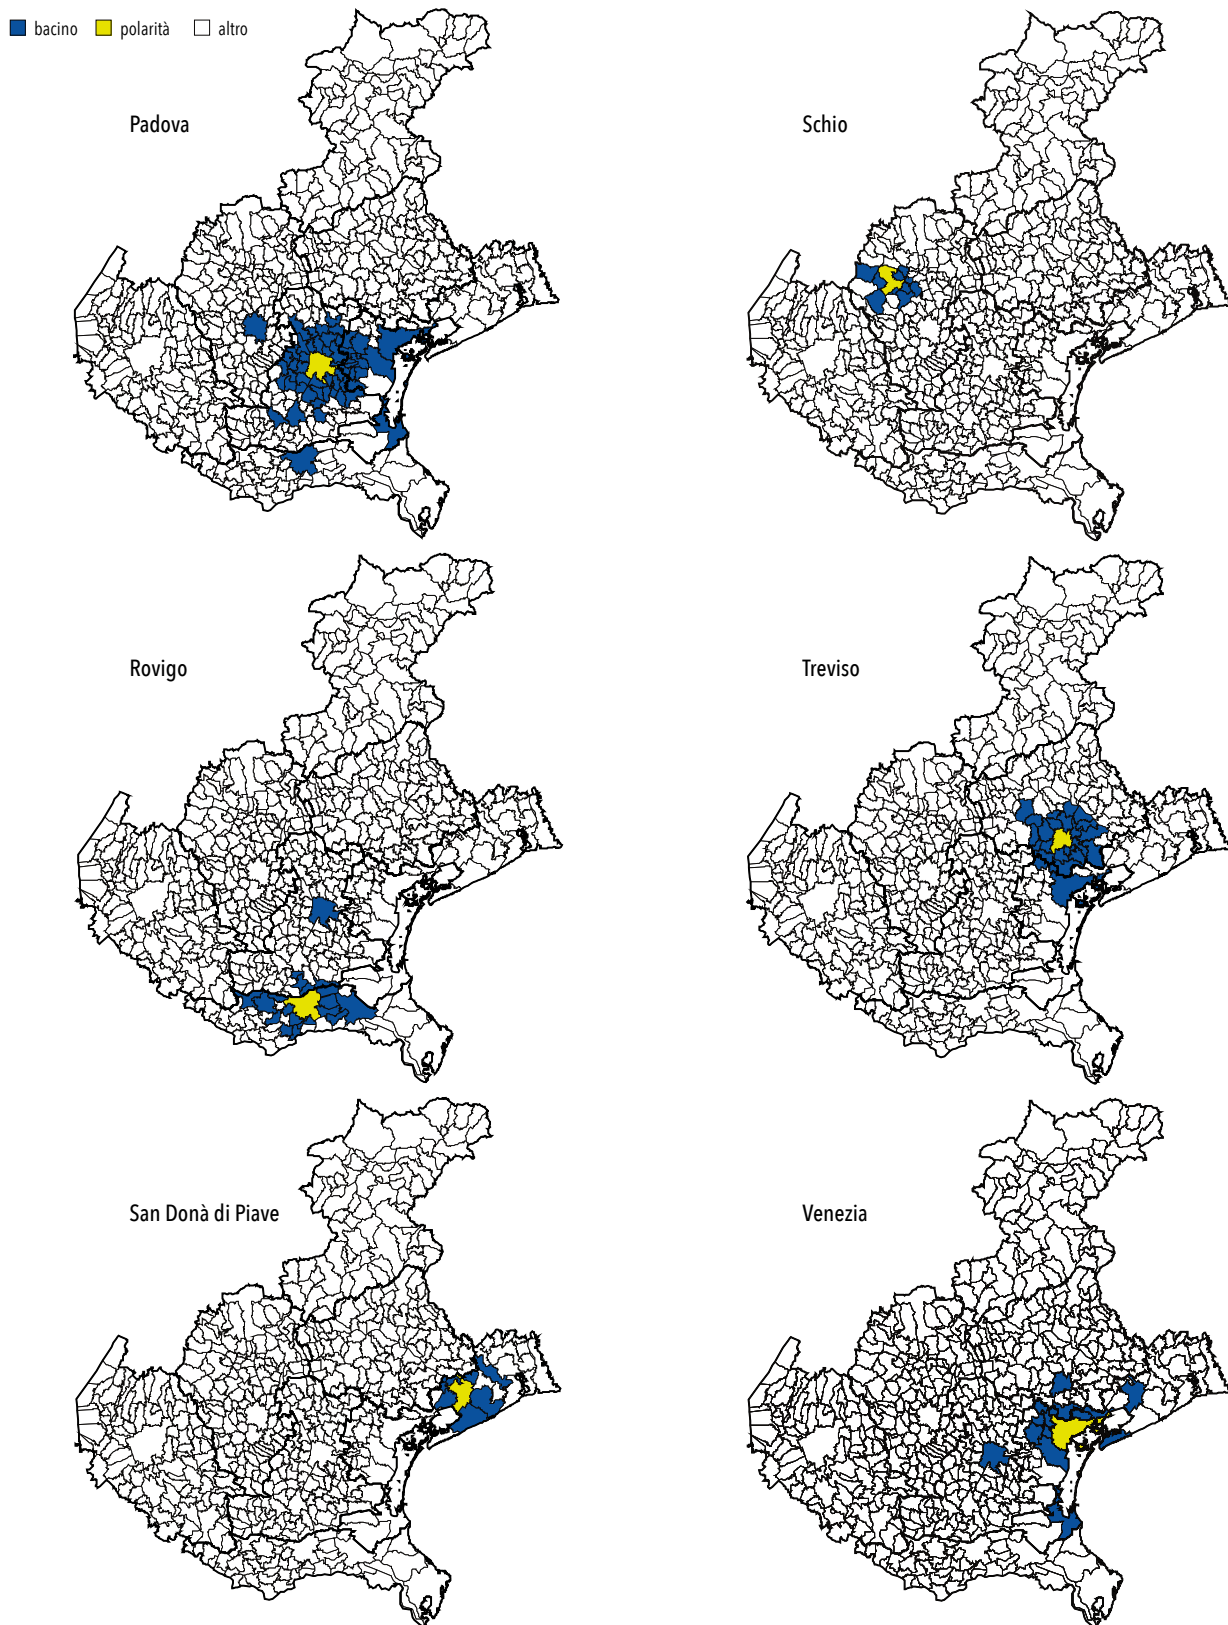 bacino polarità altro
Padova
Schio
Rovigo
Treviso
San Donà di Piave
Venezia